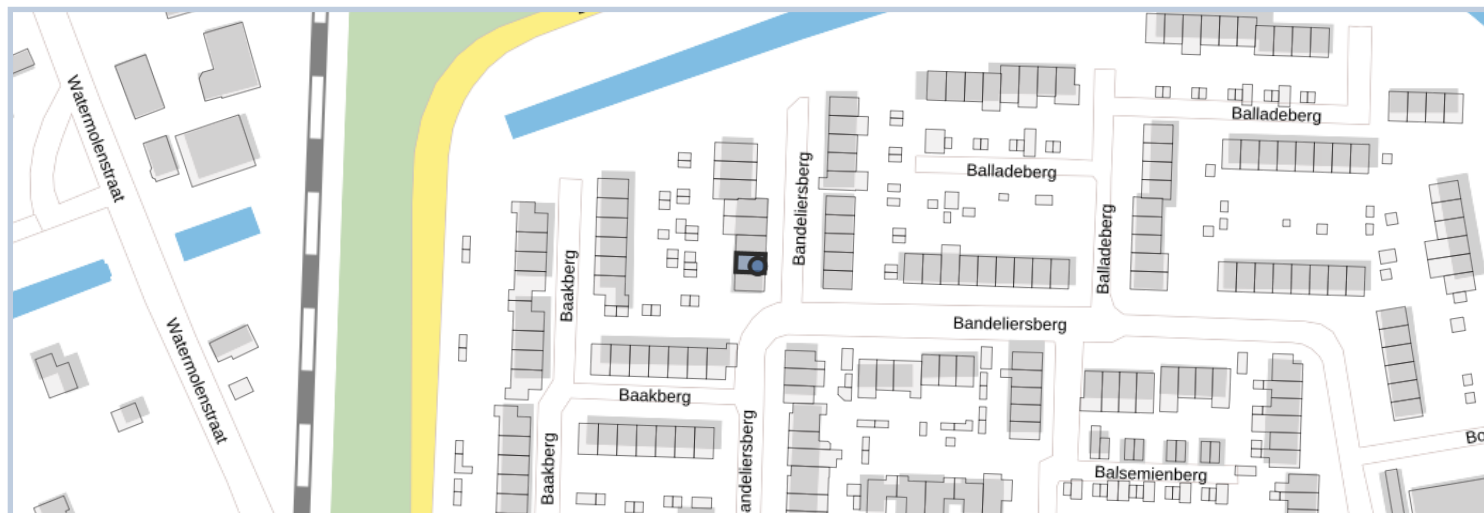 Watermolenstraat
Balladeberg
Balladeberg
Bandeliersberg
Balladeberg
Baakberg
Bandeliersberg
Watermolenstraat
Baakberg
andeliersberg
Baakberg
Balsemienberg
Bo